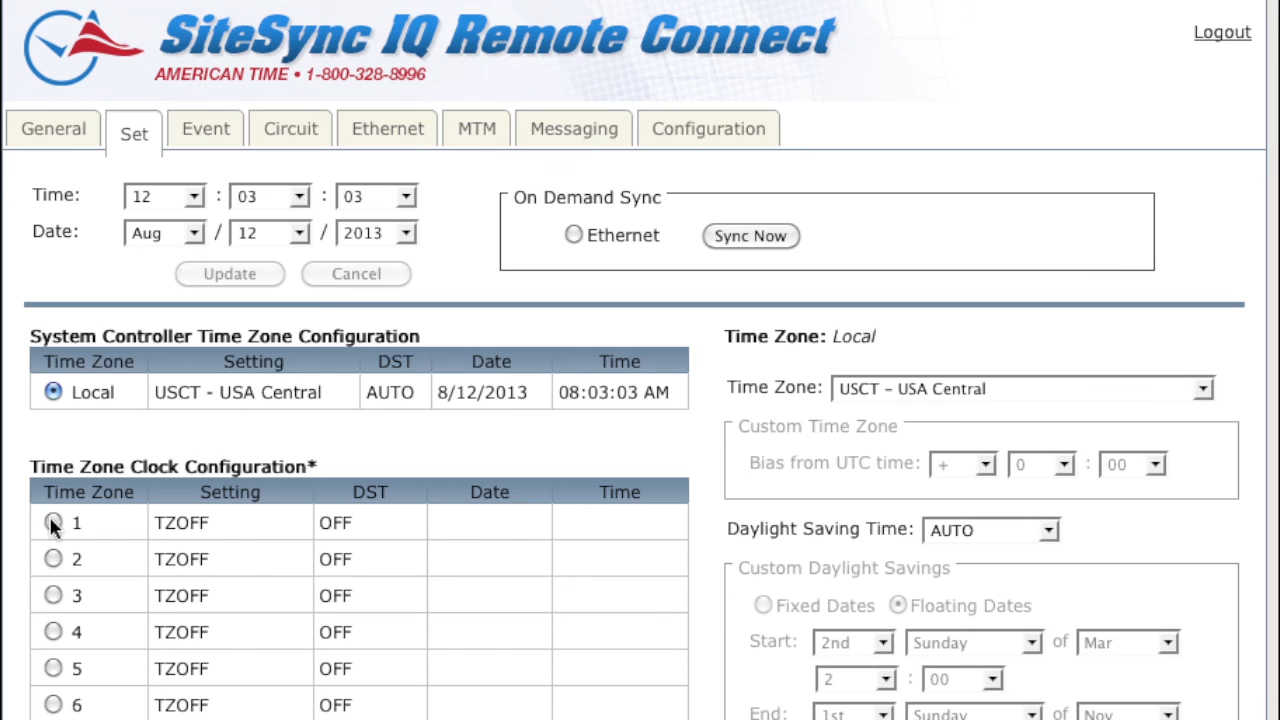 SiteSync IQ Remote Connect
AMERICAN TIME • 1-800-328-8996
Logout
General Set Event Circuit Ethernet MTM Messaging Configuration
Time: 12 : 03 : 03
Date: Aug / 12 / 2013
Update Cancel
On Demand Sync
Ethernet Sync Now
System Controller Time Zone Configuration
Time Zone Setting DST Date Time
Local USCT - USA Central AUTO 8/12/2013 08:03:03 AM
Time Zone Clock Configuration*
Time Zone Setting DST Date Time
1 TZOFF OFF
2 TZOFF OFF
3 TZOFF OFF
4 TZOFF OFF
5 TZOFF OFF
6 TZOFF OFF
Time Zone: Local
Time Zone: USCT - USA Central
Custom Time Zone
Bias from UTC time: + 0 : 00
Daylight Saving Time: AUTO
Custom Daylight Savings
Fixed Dates Floating Dates
Start: 2nd Sunday of Mar
2 : 00
End: 1st Sunday of Nov